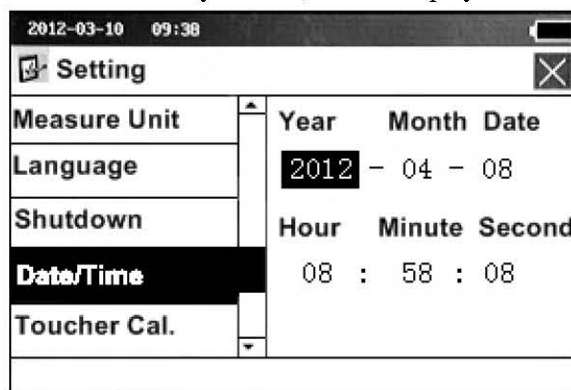 2012-03-10 09:38
Setting
Measure Unit
Language
Shutdown
Date/Time
Toucher Cal.
Year Month Date
2012 - 04 - 08
Hour Minute Second
08 : 58 : 08